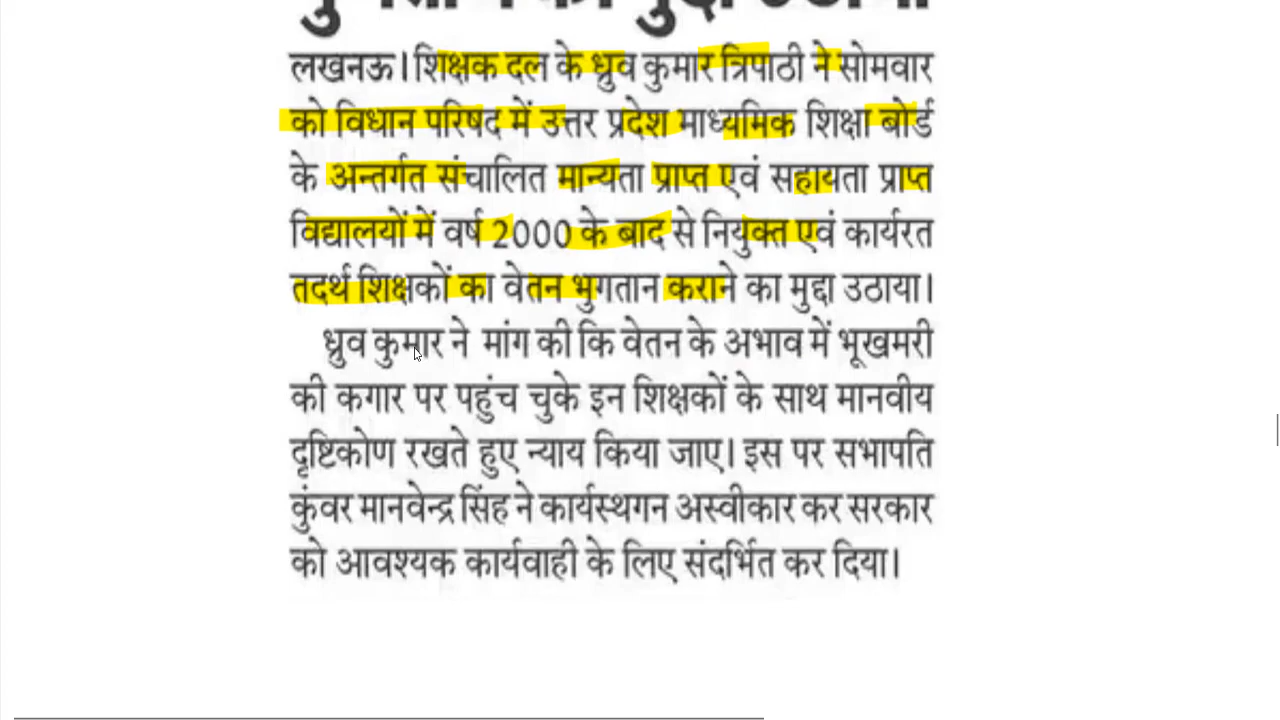 लखनऊ। शिक्षक दल के ध्रुव कुमार त्रिपाठी ने सोमवार
को विधान परिषद में उत्तर प्रदेश माध्यमिक शिक्षा बोर्ड
के अन्तर्गत संचालित मान्यता प्राप्त एवं सहायता प्राप्त
विद्यालयों में वर्ष 2000 के बाद से नियुक्त एवं कार्यरत
तदर्थ शिक्षकों का वेतन भुगतान कराने का मुद्दा उठाया।
ध्रुव कुमार ने मांग की कि वेतन के अभाव में भूखमरी
की कगार पर पहुंच चुके इन शिक्षकों के साथ मानवीय
दृष्टिकोण रखते हुए न्याय किया जाए। इस पर सभापति
कुंवर मानवेन्द्र सिंह ने कार्यस्थगन अस्वीकार कर सरकार
को आवश्यक कार्यवाही के लिए संदर्भित कर दिया।